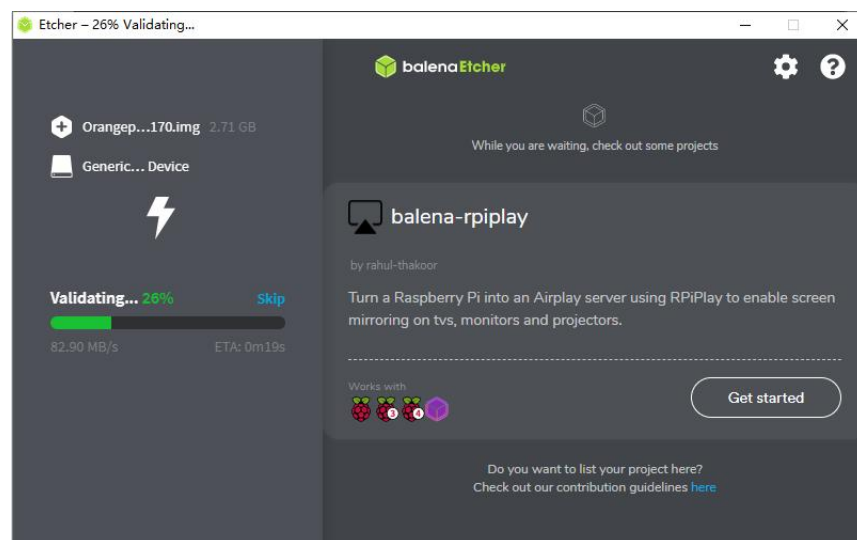 Etcher – 26% Validating...
balenaEtcher
Orangep...170.img 2.71 GB
Generic... Device
Validating... 26% Skip
82.90 MB/s ETA: 0m19s
While you are waiting, check out some projects
balena-rpiplay
by rahul-thakoor
Turn a Raspberry Pi into an Airplay server using RPiPlay to enable screen
mirroring on tvs, monitors and projectors.
Works with
3 4
Get started
Do you want to list your project here?
Check out our contribution guidelines here